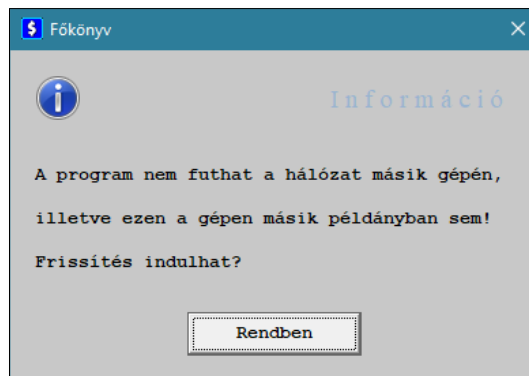 Főkönyv
Információ
A program nem futhat a hálózat másik gépén,
illetve ezen a gépen másik példányban sem!
Frissítés indulhat?
Rendben